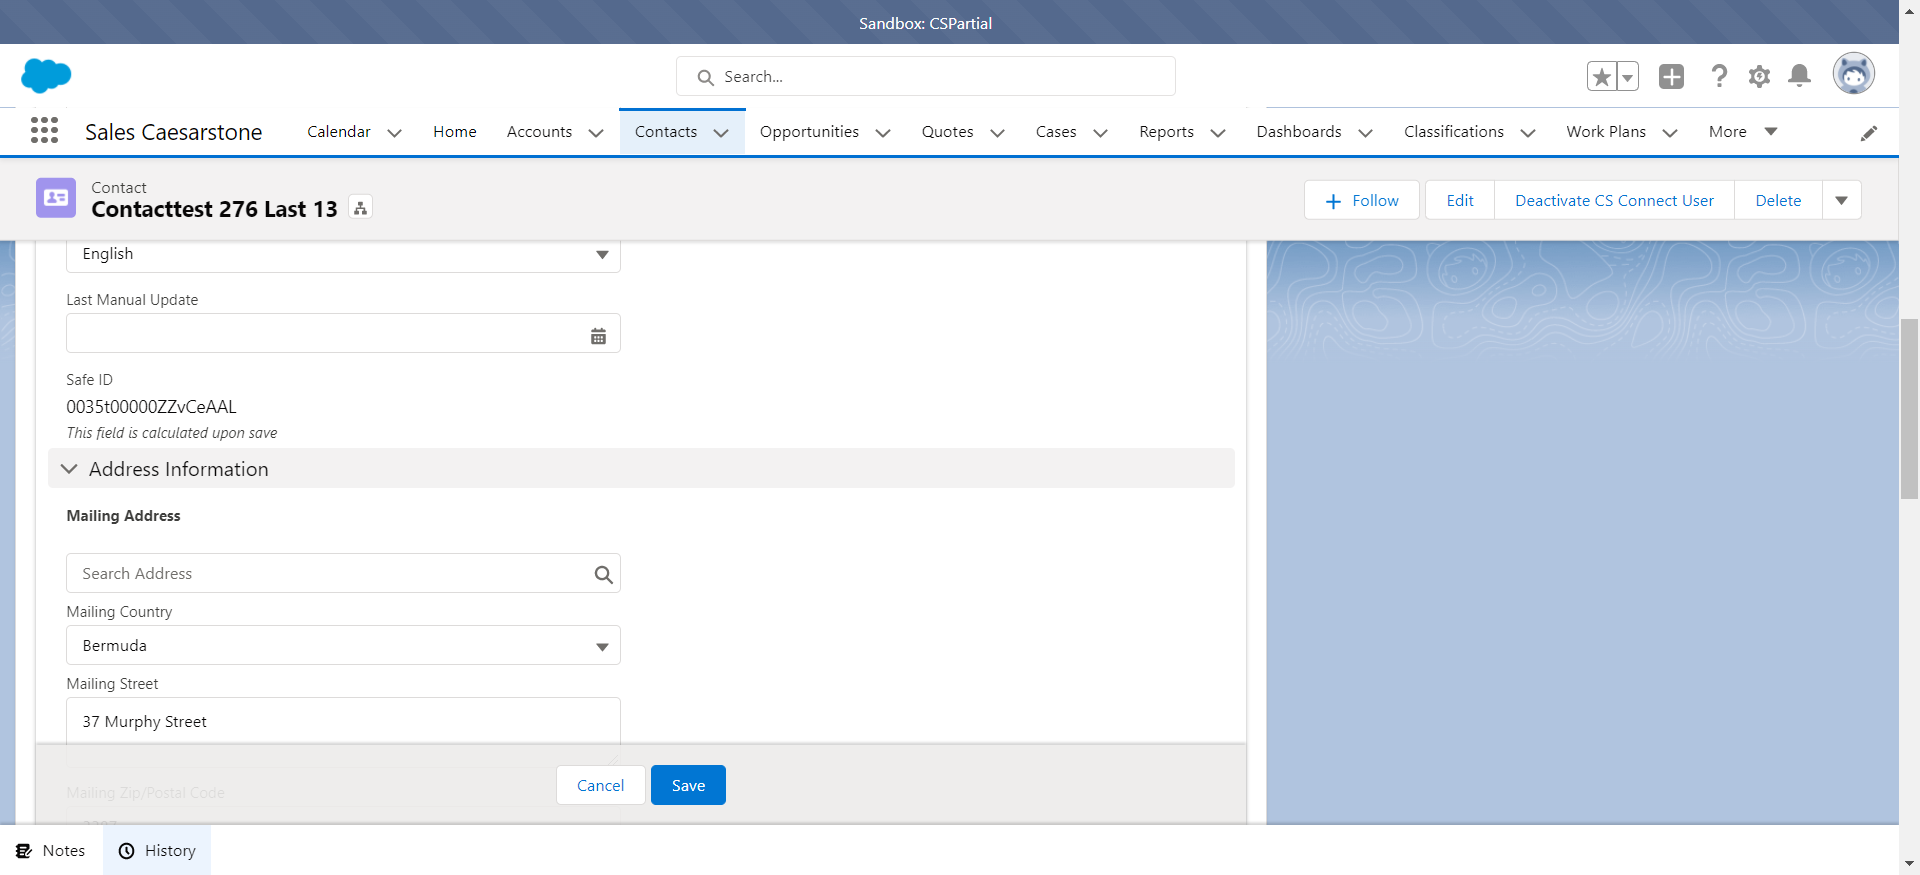 Sandbox: CSPartial
Search...
Sales Caesarstone
Calendar
Home
Accounts
Contacts
Opportunities
Quotes
Cases
Reports
Dashboards
Classifications
Work Plans
More
Contact
Contacttest 276 Last 13
Follow
Edit
Deactivate CS Connect User
Delete
English
Last Manual Update
Safe ID
0035t00000ZZvCeAAL
This field is calculated upon save
Address Information
Mailing Address
Search Address
Mailing Country
Bermuda
Mailing Street
37 Murphy Street
Mailing Zip/Postal Code
Cancel
Save
Notes
History